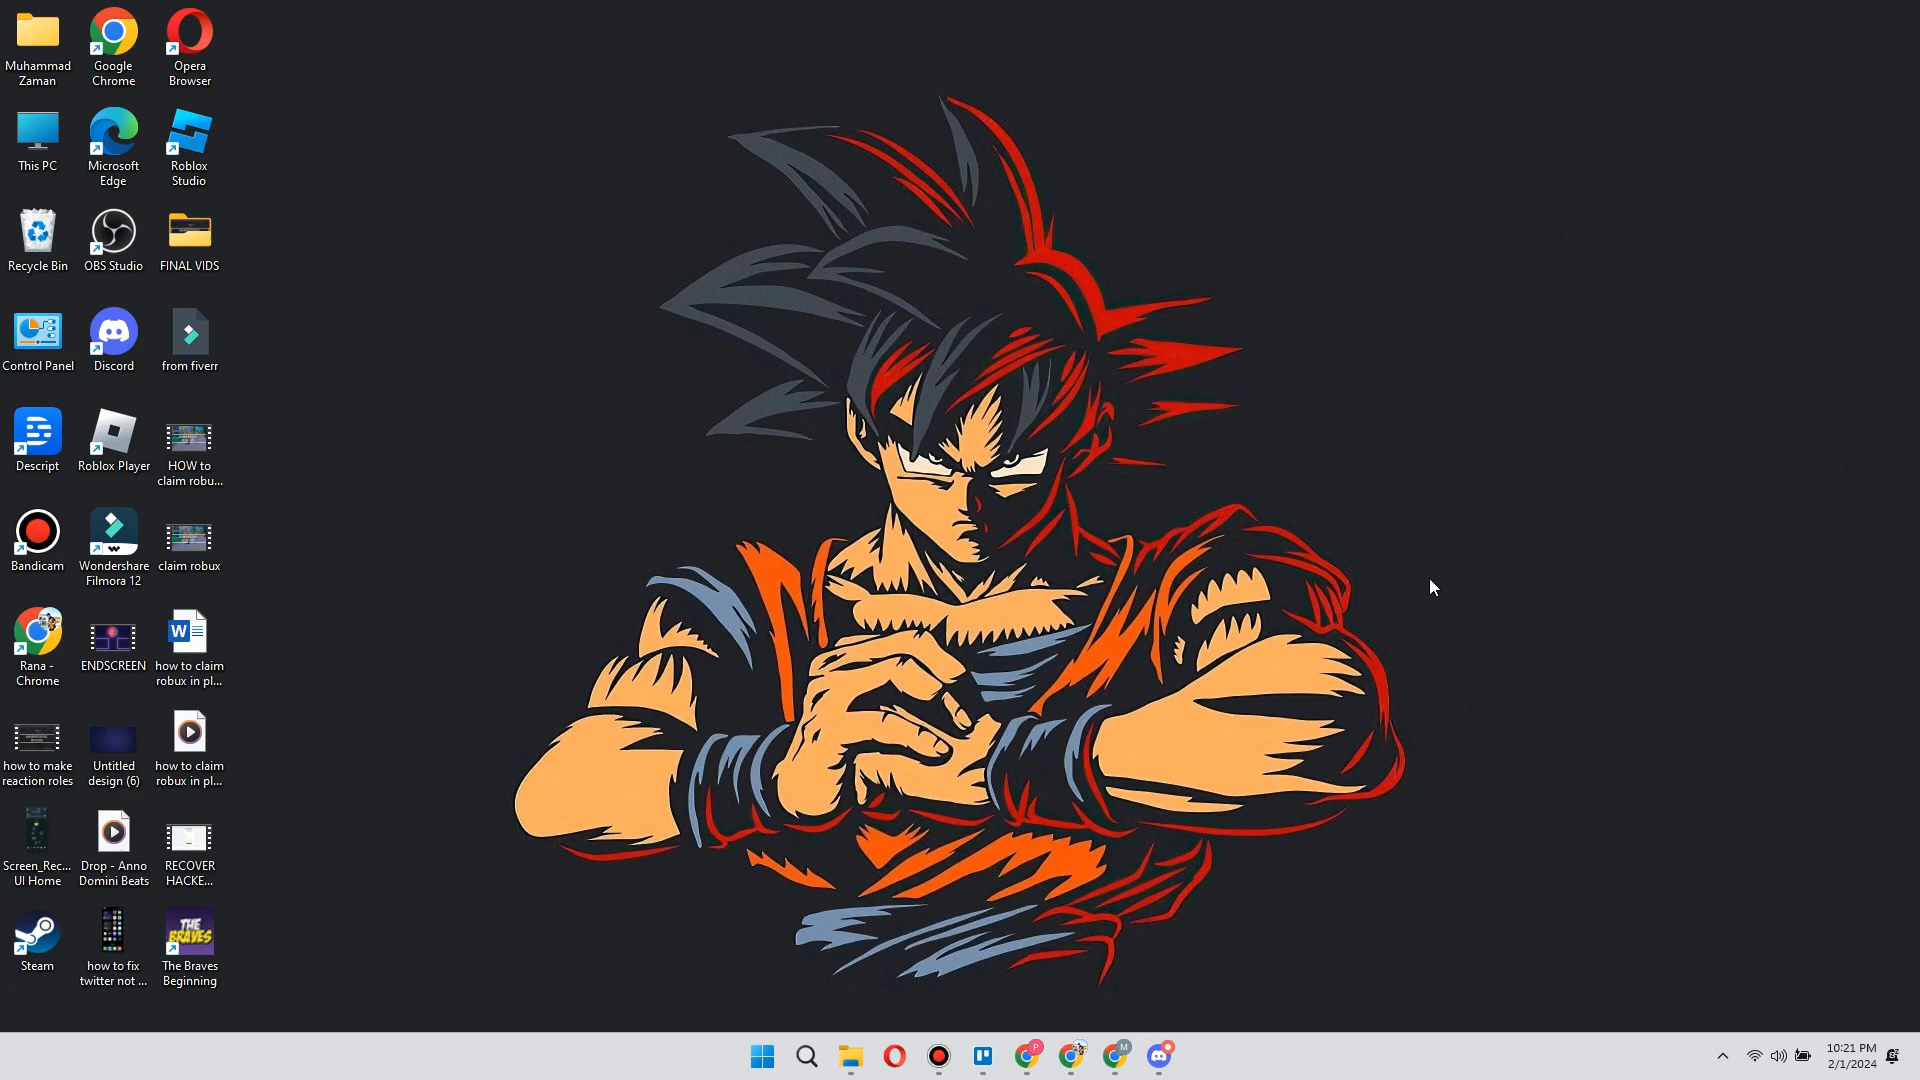 Muhammad
Zaman
Google
Chrome
Opera
Browser
This PC
Microsoft
Edge
Roblox
Studio
Recycle Bin
OBS Studio
FINAL VIDS
Control Panel
Discord
from fiverr
Descript
Roblox Player
HOW to
claim robu...
Bandicam
Wondershare
Filmora 12
claim robux
Rana -
Chrome
ENDSCREEN
how to claim
robux in pl...
how to make
reaction roles
Untitled
design (6)
how to claim
robux in pl...
Screen_Rec...
UI Home
Drop - Anno
Domini Beats
RECOVER
HACKE...
THE
BRAVES
Steam
how to fix
twitter not ...
The Braves
Beginning
P
M
10:21 PM
2/1/2024